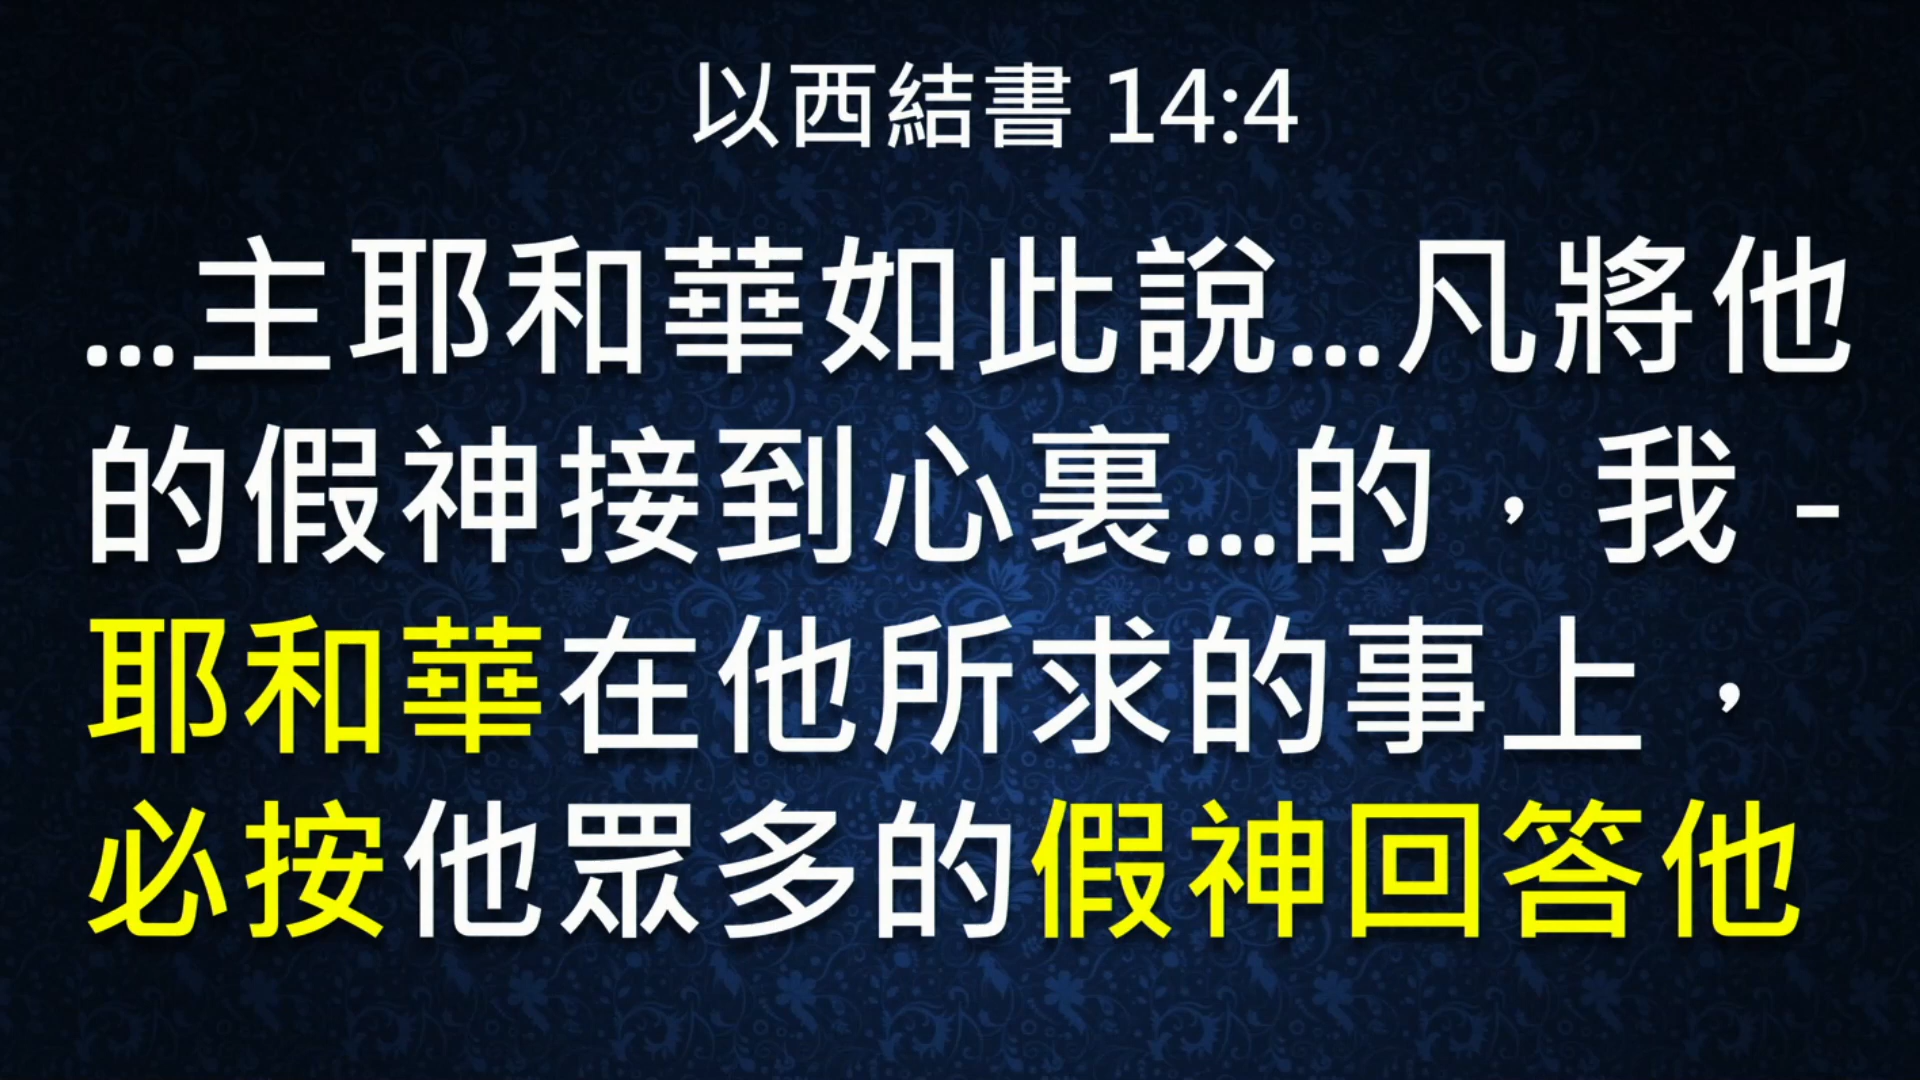 以西結書 14:4
...主耶和華如此說...凡將他
的假神接到心裏...的，我-
耶和華在他所求的事上，
必按他眾多的假神回答他